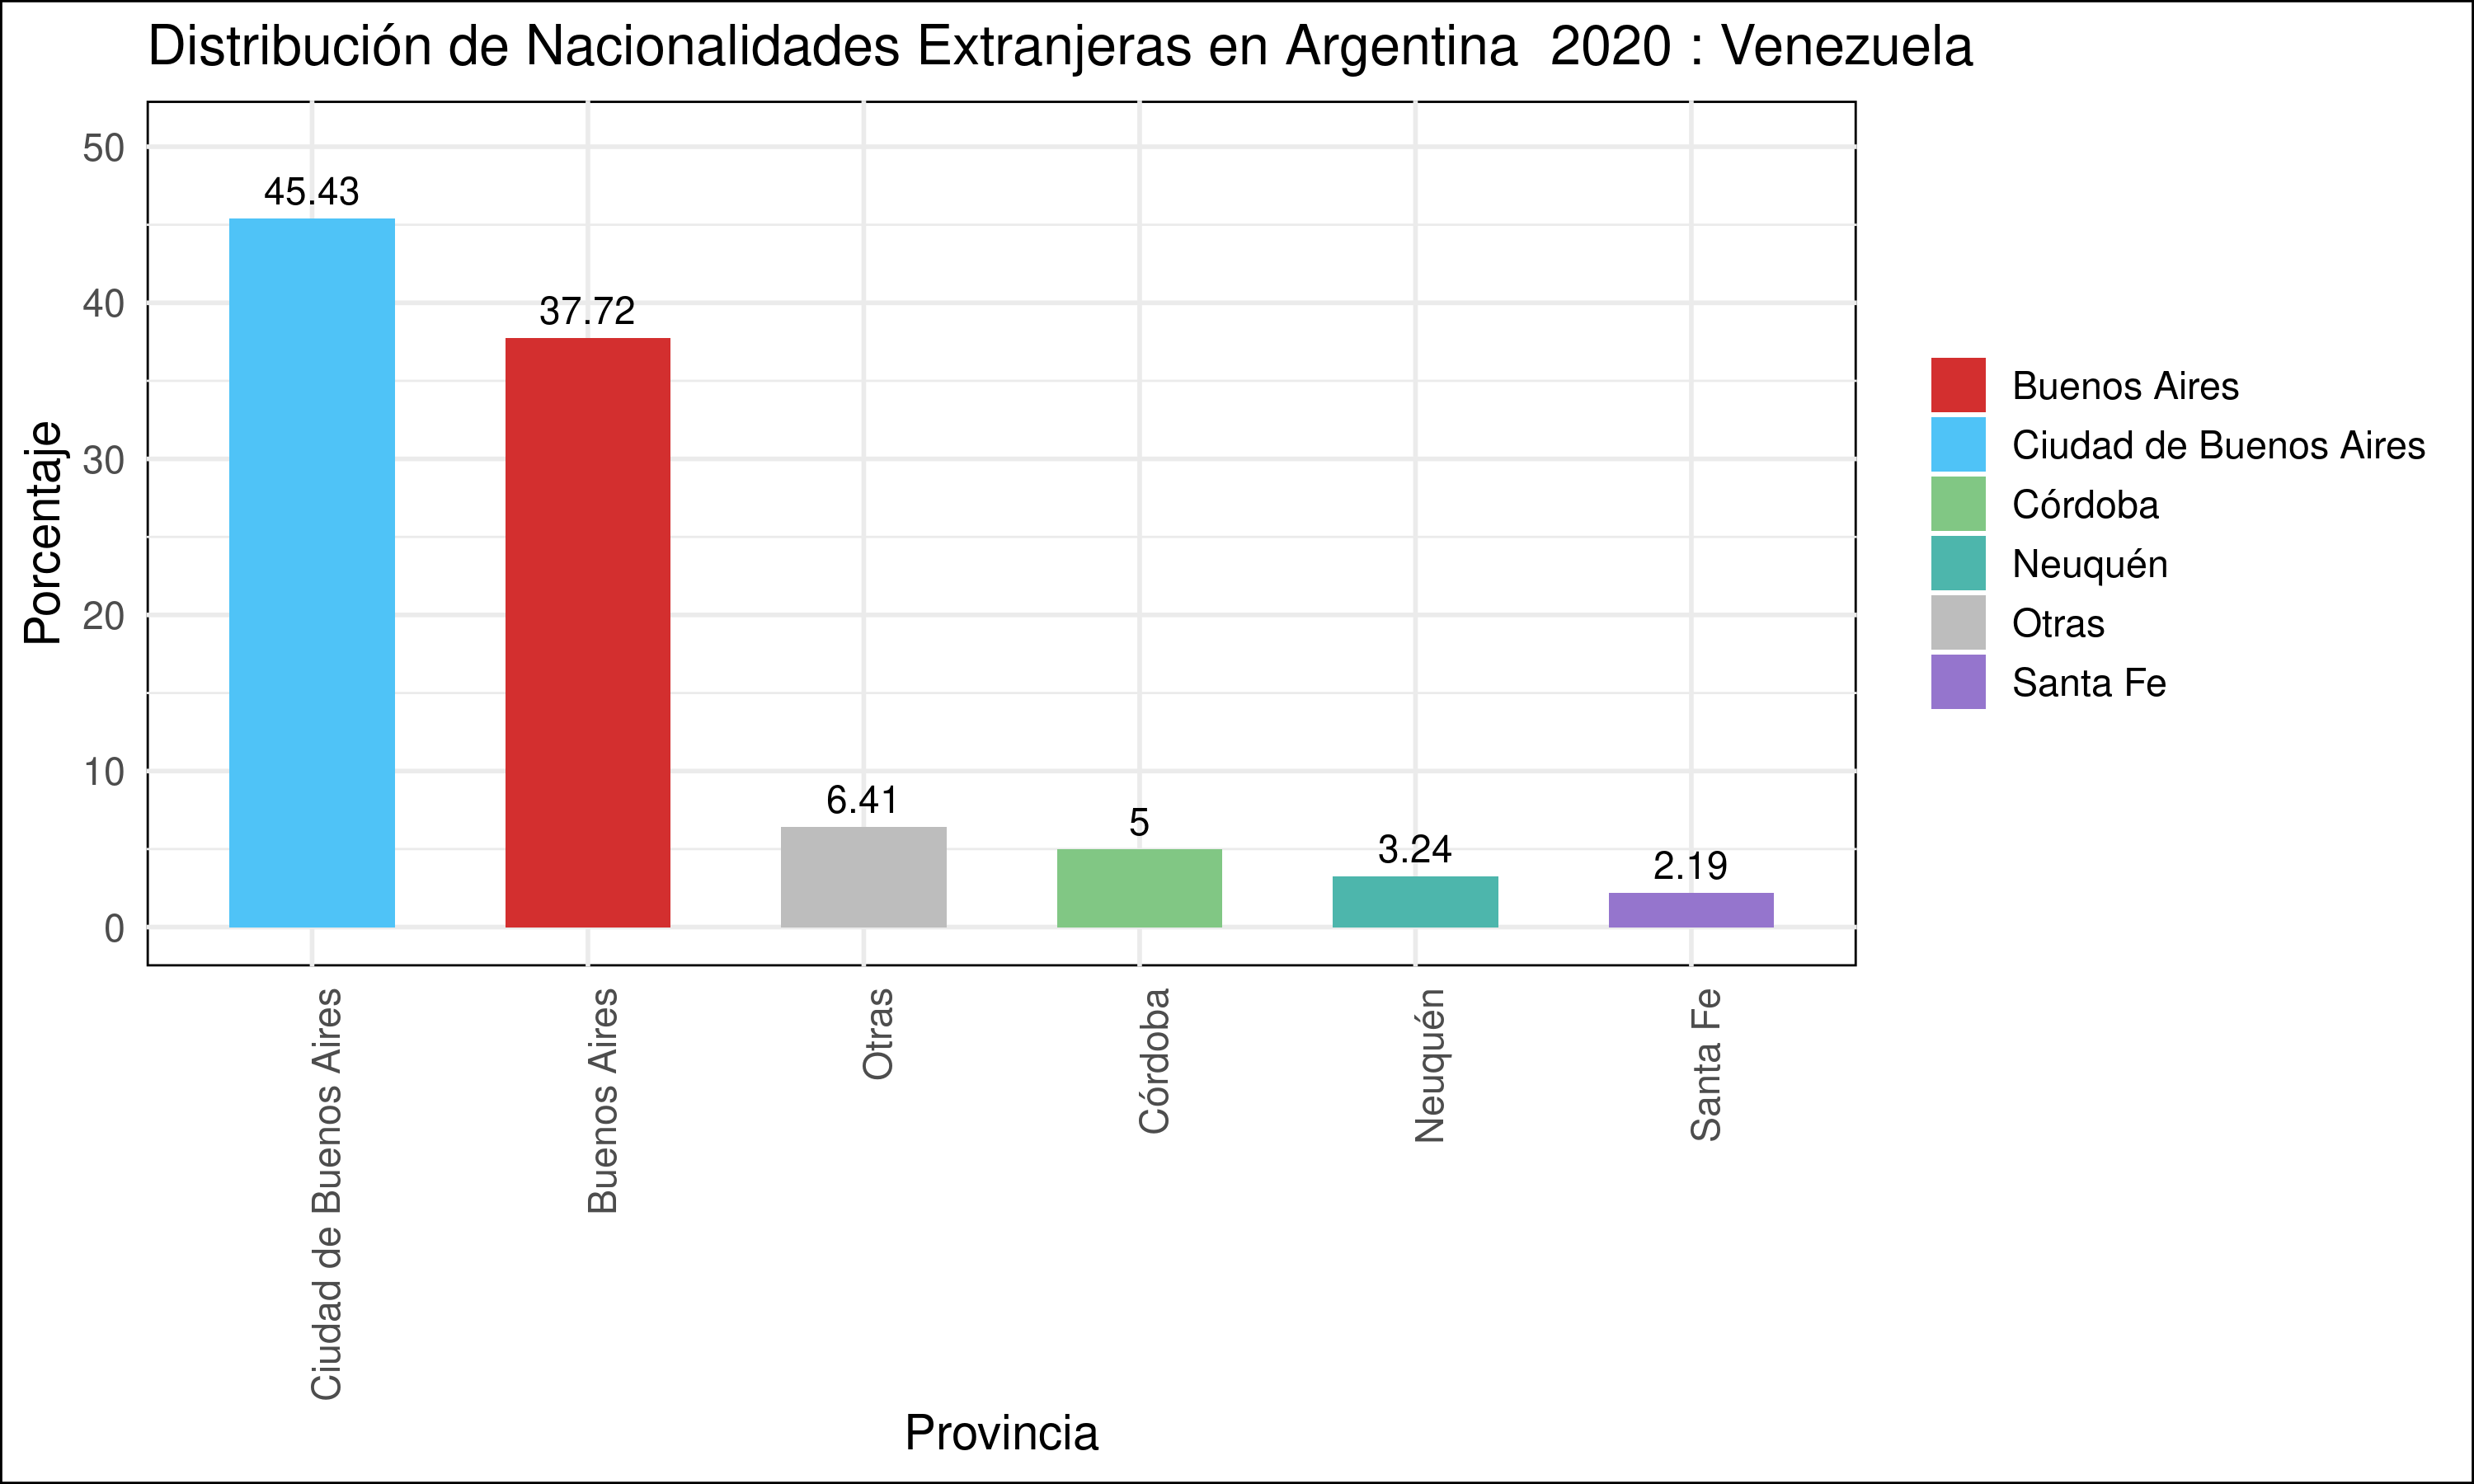 Distribución de Nacionalidades Extranjeras en Argentina  2020 : Venezuela
Porcentaje
50
40
30
20
10
0
45.43
37.72
6.41
5
3.24
2.19
Ciudad de Buenos Aires
Buenos Aires
Otras
Córdoba
Neuquén
Santa Fe
Provincia
Buenos Aires
Ciudad de Buenos Aires
Córdoba
Neuquén
Otras
Santa Fe